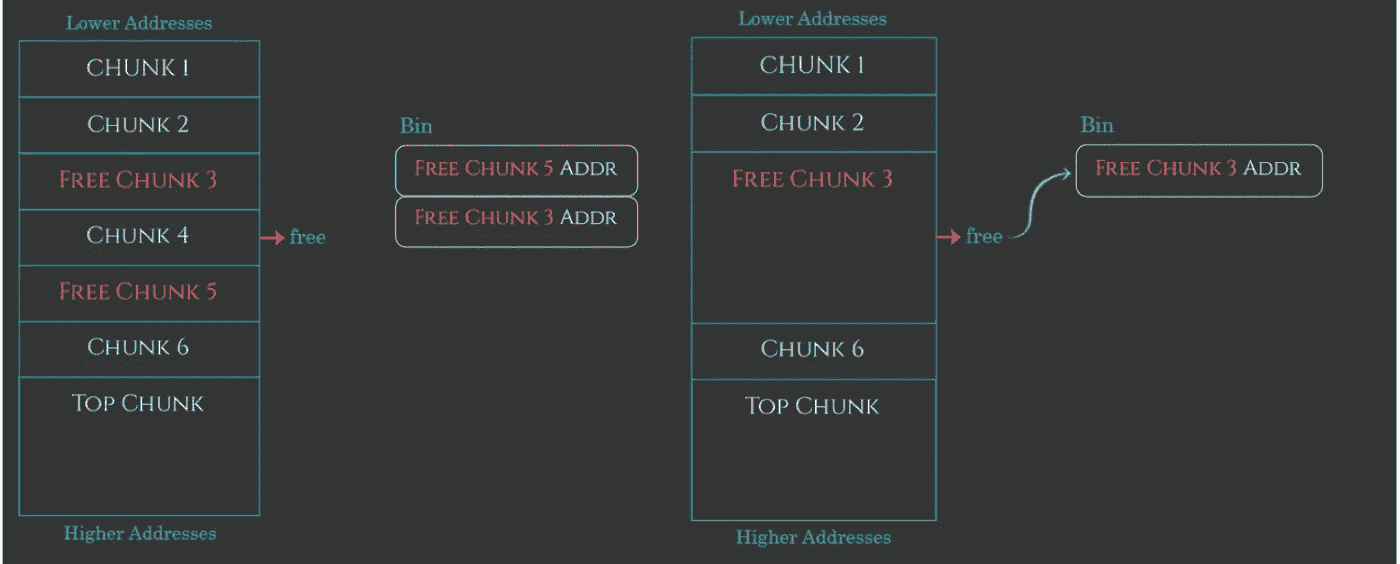 Lower Addresses
CHUNK 1
CHUNK 2
FREE CHUNK 3
CHUNK 4
free
FREE CHUNK 5
CHUNK 6
TOP CHUNK
Higher Addresses
Bin
FREE CHUNK 5 ADDR
FREE CHUNK 3 ADDR
Lower Addresses
CHUNK 1
CHUNK 2
FREE CHUNK 3
free
CHUNK 6
TOP CHUNK
Higher Addresses
Bin
FREE CHUNK 3 ADDR